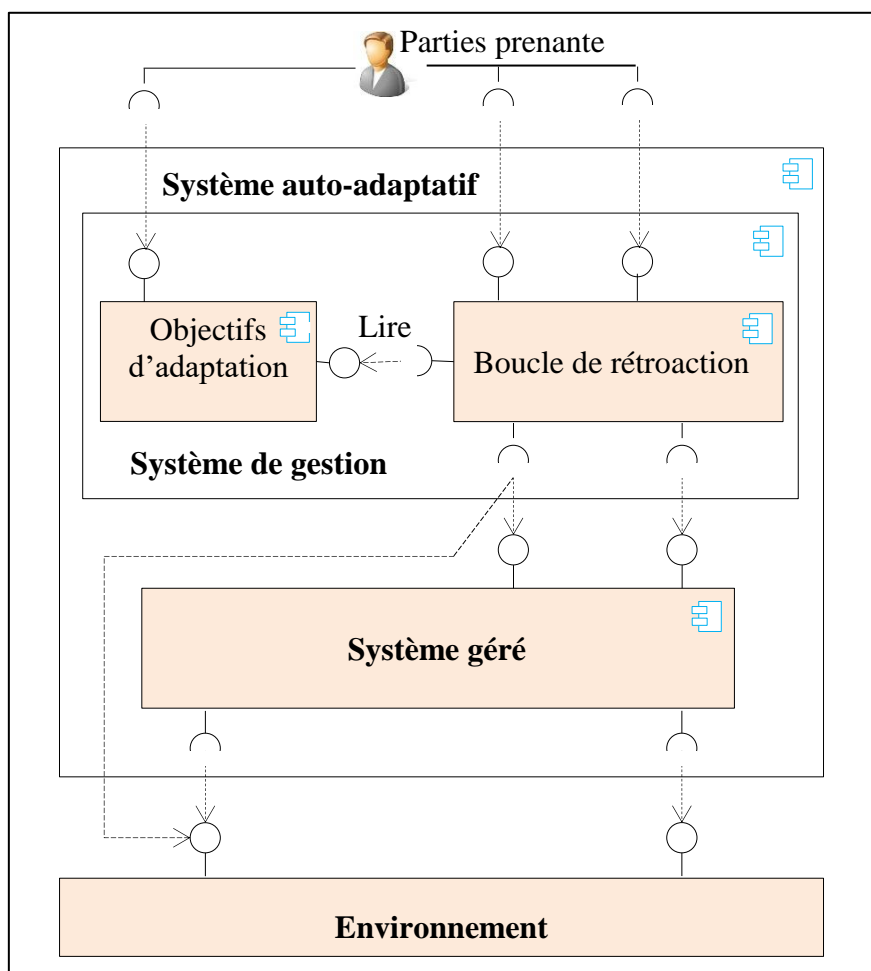 Parties prenante
Système auto-adaptatif
Objectifs
d’adaptation
Lire
Boucle de rétroaction
Système de gestion
Système géré
Environnement